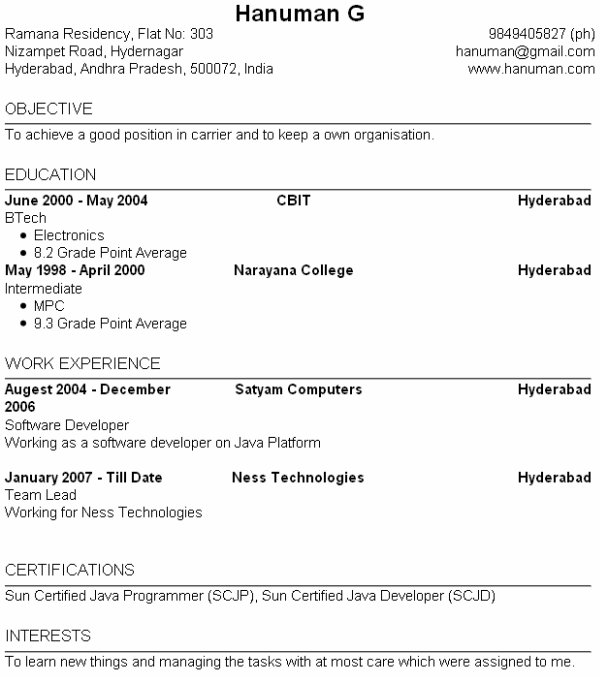 Hanuman G
Ramana Residency, Flat No: 303 9849405827 (ph)
Nizampet Road, Hydernagar hanuman@gmail.com
Hyderabad, Andhra Pradesh, 500072, India www.hanuman.com
OBJECTIVE
To achieve a good position in carrier and to keep a own organisation.
EDUCATION
June 2000 - May 2004 CBIT Hyderabad
BTech
• Electronics
• 8.2 Grade Point Average
May 1998 - April 2000 Narayana College Hyderabad
Intermediate
• MPC
• 9.3 Grade Point Average
WORK EXPERIENCE
Augest 2004 - December Satyam Computers Hyderabad
2006
Software Developer
Working as a software developer on Java Platform
January 2007 - Till Date Ness Technologies Hyderabad
Team Lead
Working for Ness Technologies
CERTIFICATIONS
Sun Certified Java Programmer (SCJP), Sun Certified Java Developer (SCJD)
INTERESTS
To learn new things and managing the tasks with at most care which were assigned to me.